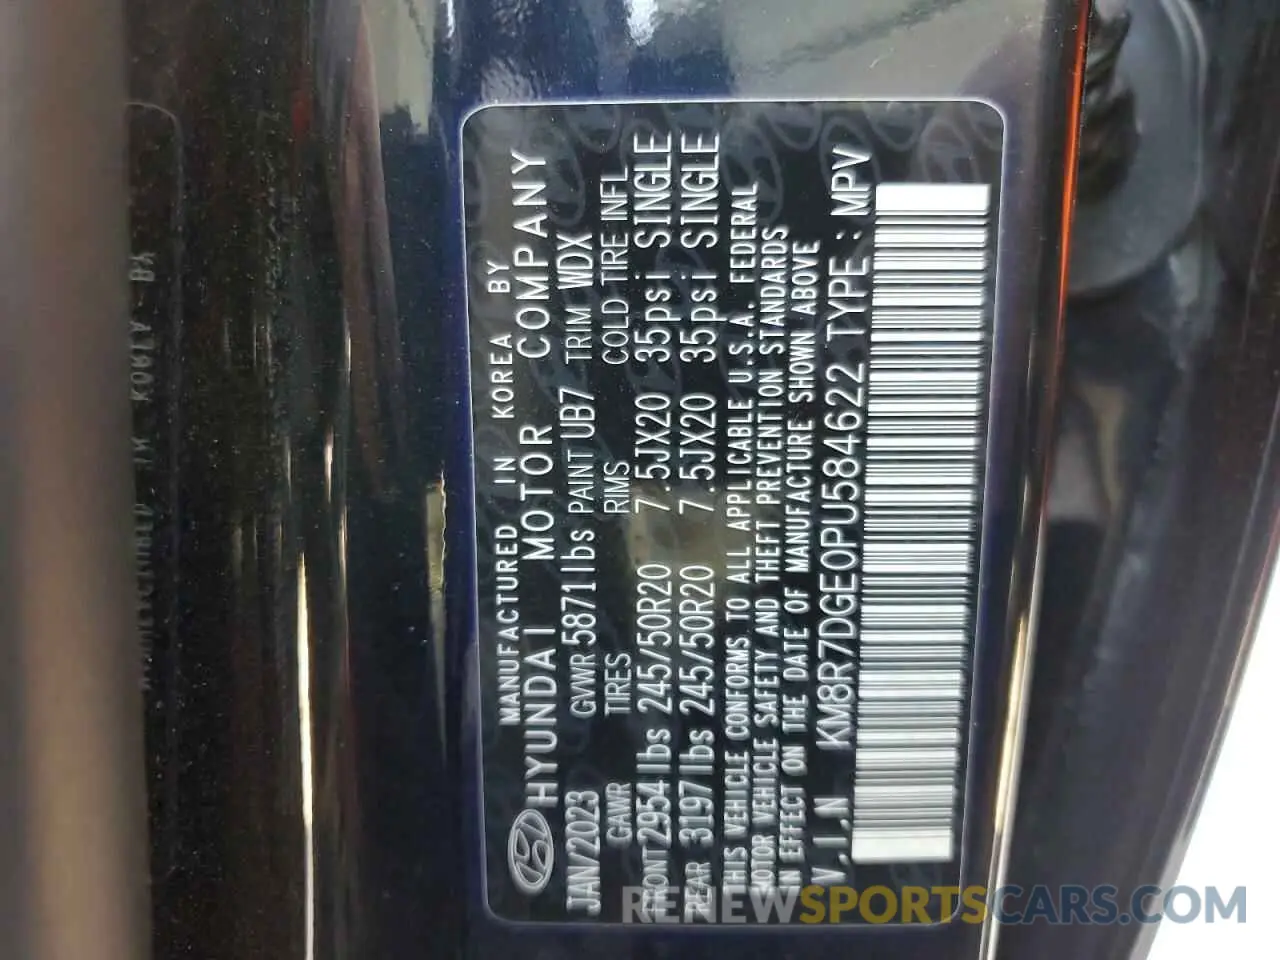 MANUFACTURED IN KOREA BY
HYUNDAI MOTOR COMPANY
JAN/2023 GVWR 5871lbs PAINT UB7 TRIM WDX
GAWR TIRES RIMS COLD TIRE INFL
FRONT 2954lbs 245/50R20 7.5JX20 35psi SINGLE
REAR 3197lbs 245/50R20 7.5JX20 35psi SINGLE
THIS VEHICLE CONFORMS TO ALL APPLICABLE U.S.A. FEDERAL
MOTOR VEHICLE SAFETY AND THEFT PREVENTION STANDARDS
IN EFFECT ON THE DATE OF MANUFACTURE SHOWN ABOVE
V.I.N KM8R7DGE0PU584622 TYPE : MPV
RENEWSPORTSCARS.COM